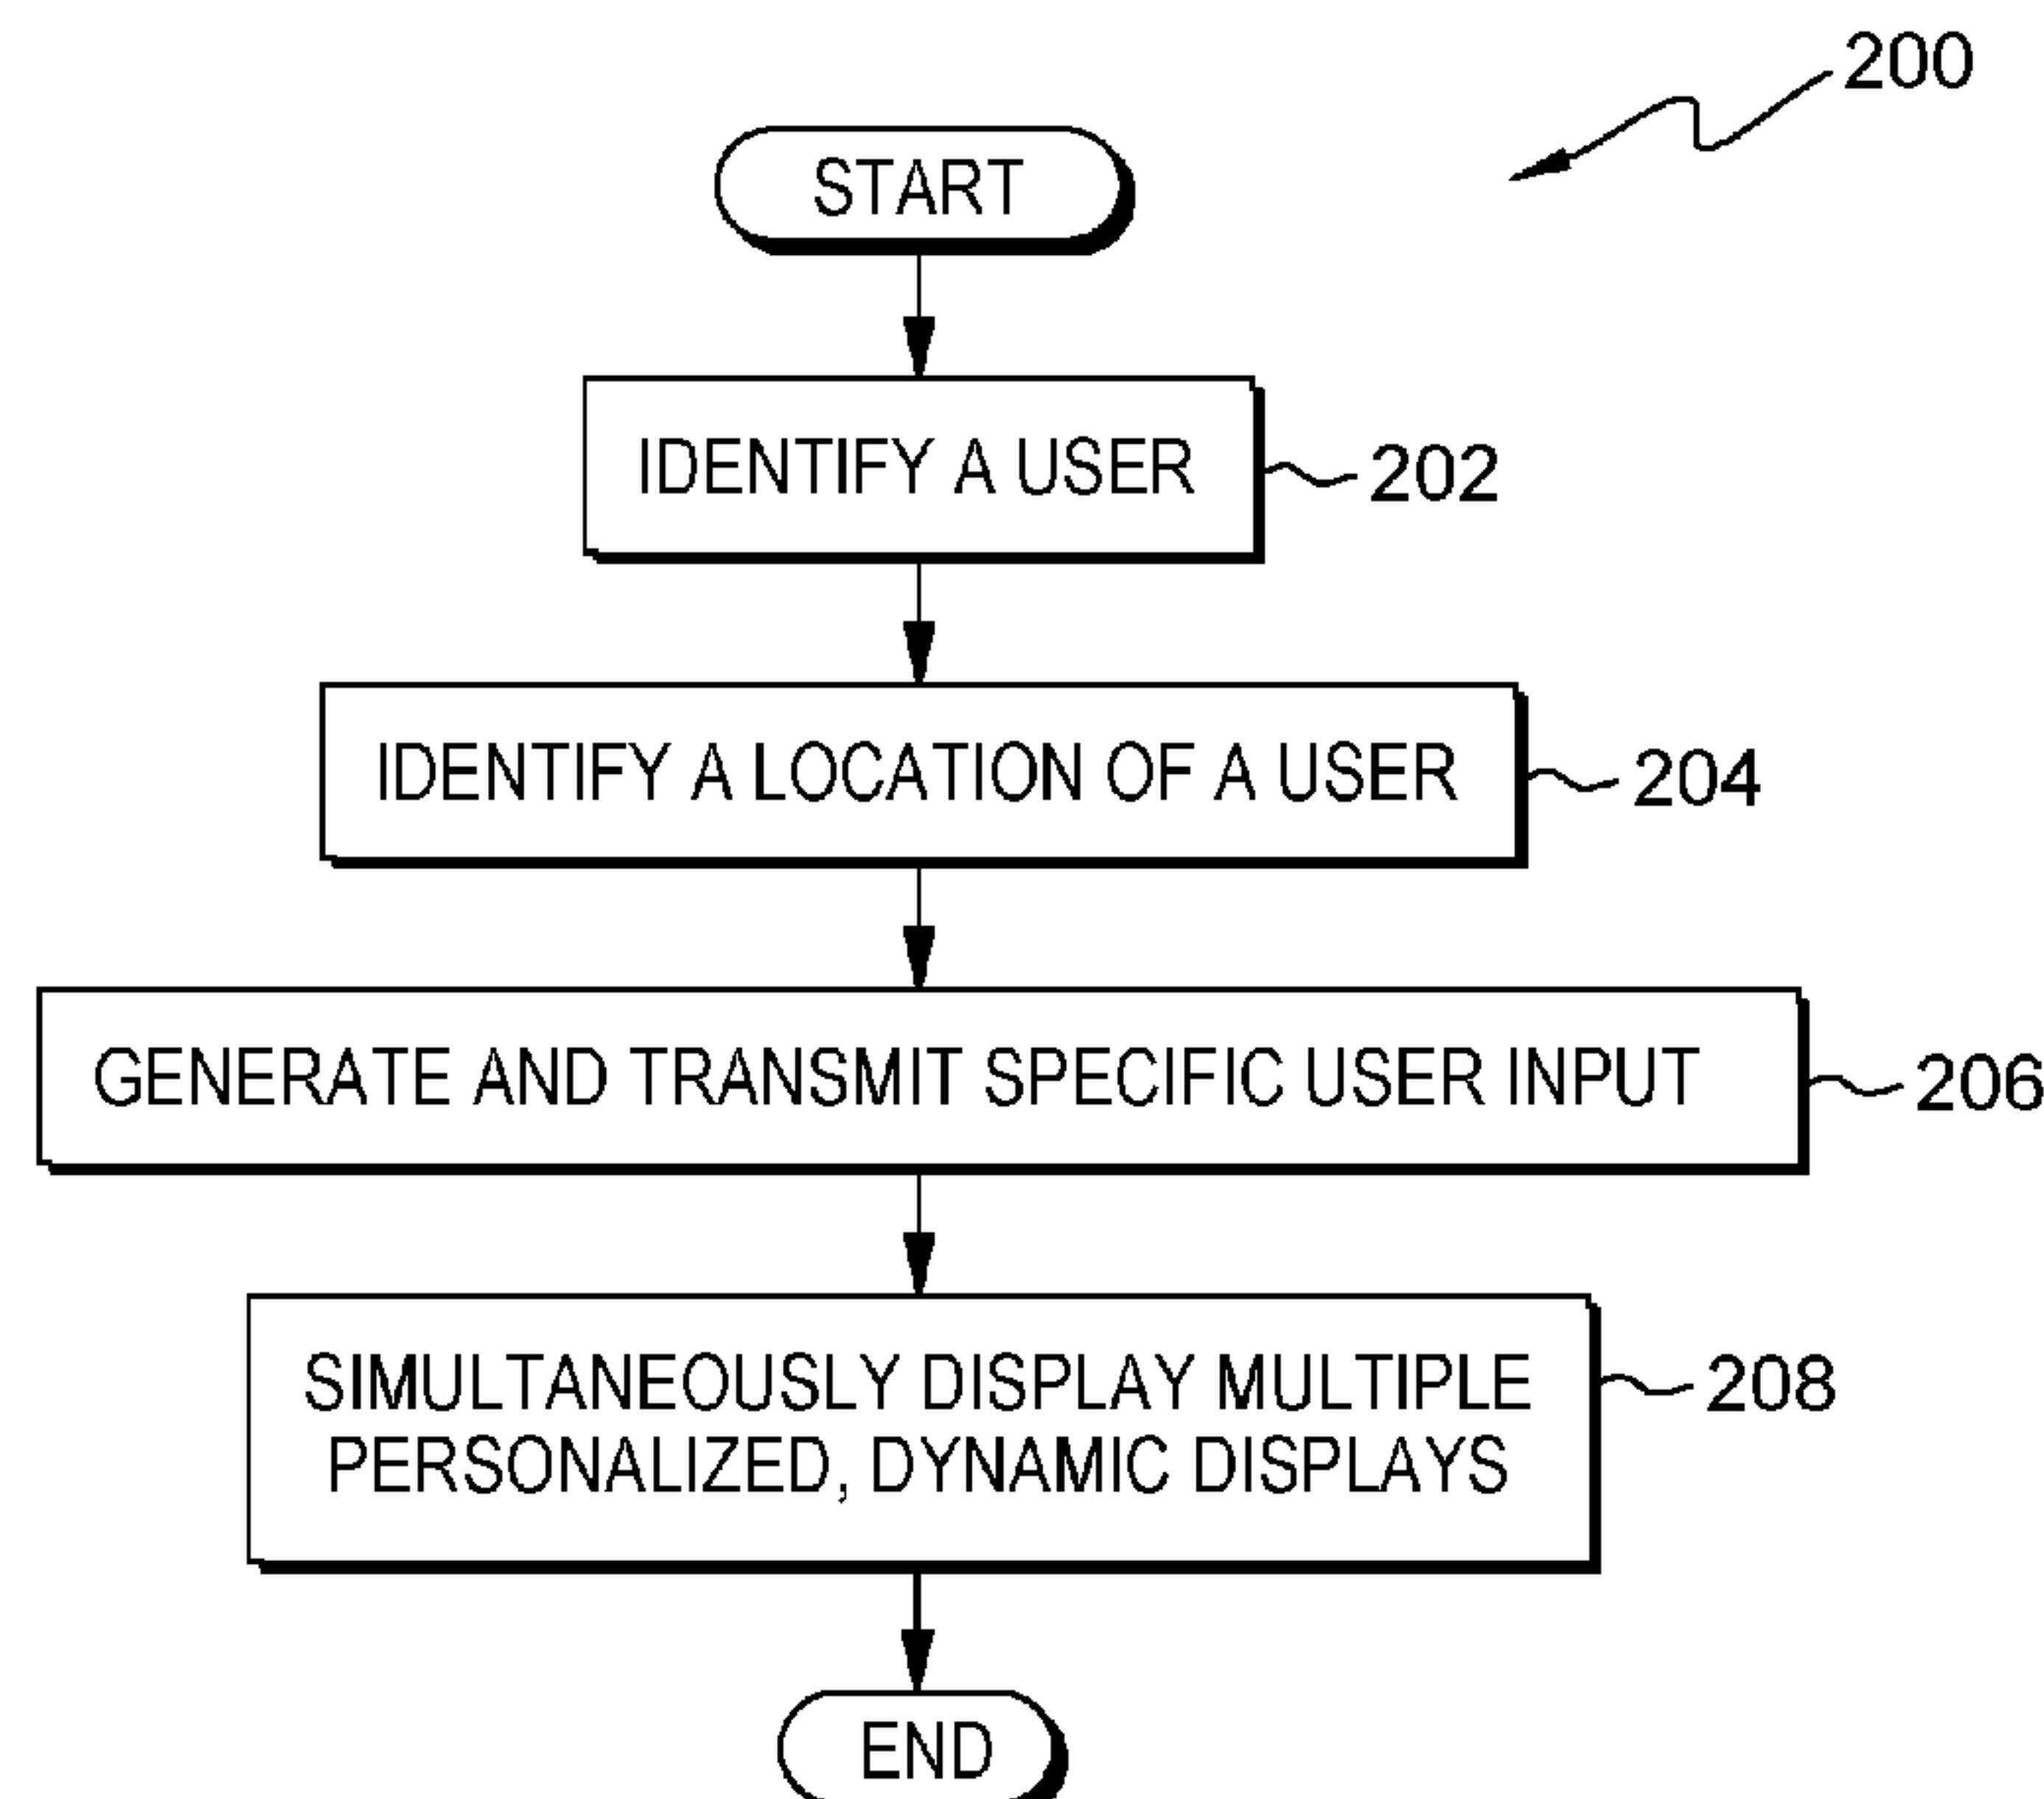 200
START
IDENTIFY A USER
202
IDENTIFY A LOCATION OF A USER
204
GENERATE AND TRANSMIT SPECIFIC USER INPUT
206
SIMULTANEOUSLY DISPLAY MULTIPLE
PERSONALIZED, DYNAMIC DISPLAYS
208
END